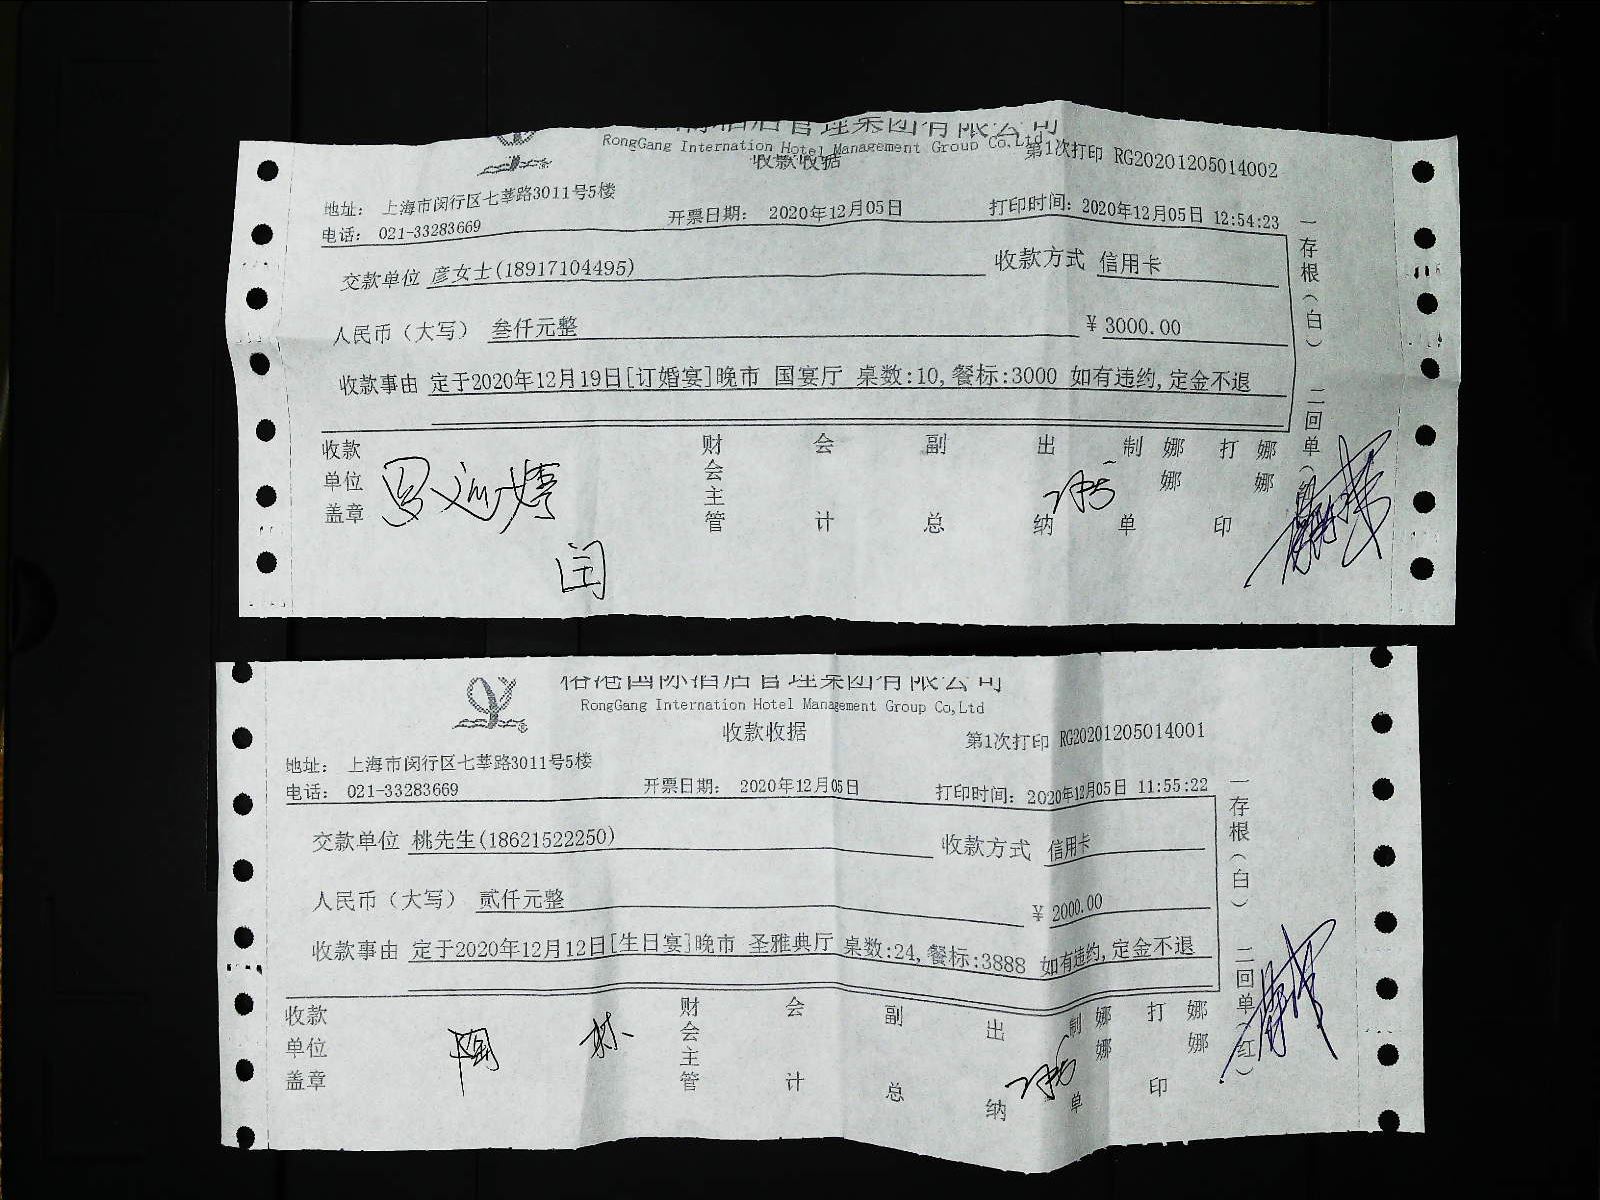 管理集团有限公司
RongGang Internation Hotel Management Group Co,Ltd
收款收据
第1次打印 RG20201205014002
地址： 上海市闵行区七莘路3011号5楼
电话： 021-33283669
开票日期： 2020年12月05日
打印时间：2020年12月05日 12:54:23
交款单位 彦女士(18917104495)
收款方式 信用卡
人民币（大写） 叁仟元整
¥ 3000.00
收款事由 定于2020年12月19日[订婚宴]晚市 国宴厅 桌数:10,餐标:3000 如有违约,定金不退
收款单位盖章
财会主管
会计
副总
出纳
制单 娜娜
打印 娜娜
闫
一存根（白） 二回单
榕港国际酒店管理集团有限公司
RongGang Internation Hotel Management Group Co,Ltd
收款收据
第1次打印 RG20201205014001
地址： 上海市闵行区七莘路3011号5楼
电话： 021-33283669
开票日期： 2020年12月05日
打印时间：2020年12月05日 11:55:22
交款单位 桃先生(18621522250)
收款方式 信用卡
人民币（大写） 贰仟元整
¥ 2000.00
收款事由 定于2020年12月12日[生日宴]晚市 圣雅典厅 桌数:24,餐标:3888 如有违约,定金不退
收款单位盖章
陶 林
财会主管
会计
副总
出纳
制单 娜娜
打印 娜娜
一存根（白） 二回单（红）